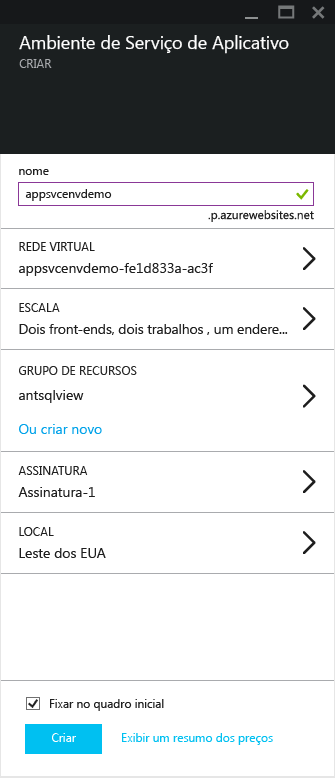 Ambiente de Serviço de Aplicativo
CRIAR
nome
appsvcenvdemo
.p.azurewebsites.net
REDE VIRTUAL
appsvcenvdemo-fe1d833a-ac3f
ESCALA
Dois front-ends, dois trabalhos , um endere...
GRUPO DE RECURSOS
antsqlview
Ou criar novo
ASSINATURA
Assinatura-1
LOCAL
Leste dos EUA
Fixar no quadro inicial
Criar
Exibir um resumo dos preços